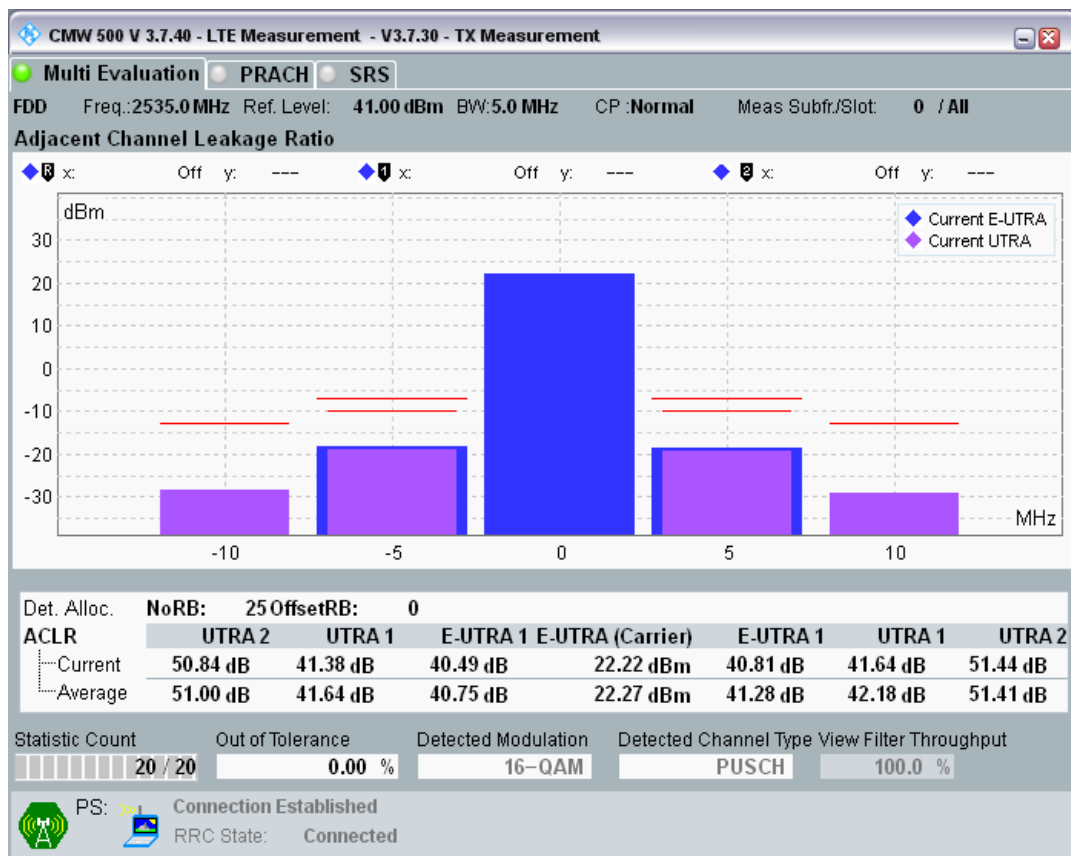 CMW 500 V 3.7.40 - LTE Measurement - V3.7.30 - TX Measurement
Multi Evaluation PRACH SRS
FDD Freq.:2535.0 MHz Ref. Level: 41.00 dBm BW:5.0 MHz CP :Normal Meas Subfr./Slot: 0 / All
Adjacent Channel Leakage Ratio
R x: Off y: --- 1 x: Off y: --- 2 x: Off y: ---
dBm
Current E-UTRA
Current UTRA
30
20
10
0
-10
-20
-30
MHz
-10 -5 0 5 10
Det. Alloc. NoRB: 25 OffsetRB: 0
ACLR UTRA 2 UTRA 1 E-UTRA 1 E-UTRA (Carrier) E-UTRA 1 UTRA 1 UTRA 2
Current 50.84 dB 41.38 dB 40.49 dB 22.22 dBm 40.81 dB 41.64 dB 51.44 dB
Average 51.00 dB 41.64 dB 40.75 dB 22.27 dBm 41.28 dB 42.18 dB 51.41 dB
Statistic Count Out of Tolerance Detected Modulation Detected Channel Type View Filter Throughput
20 / 20 0.00 % 16-QAM PUSCH 100.0 %
PS: Connection Established
RRC State: Connected